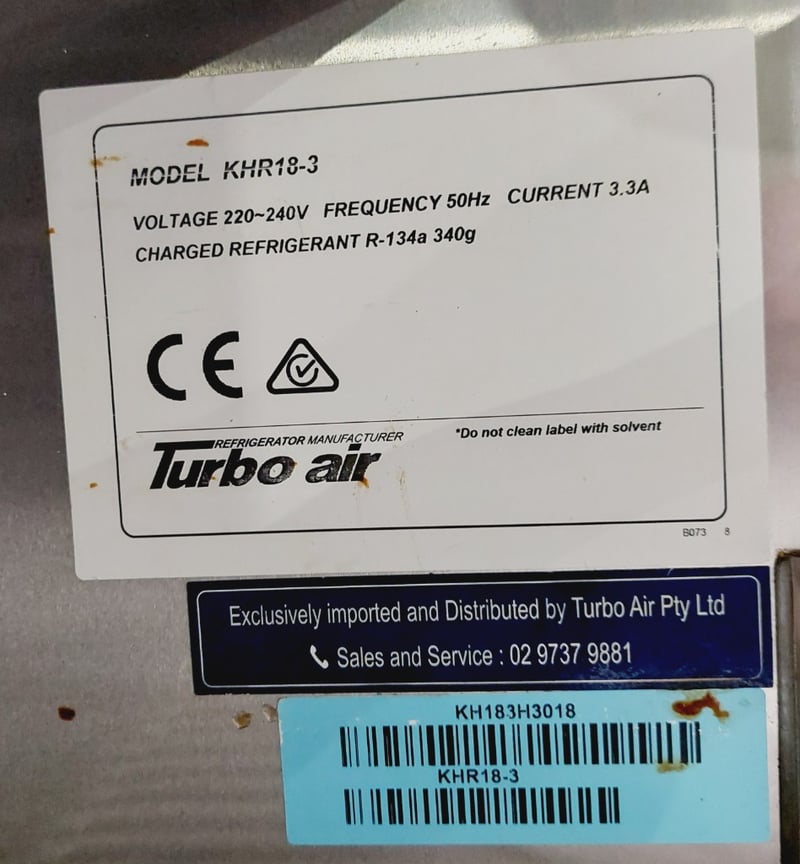 MODEL KHR18-3
VOLTAGE 220~240V FREQUENCY 50Hz CURRENT 3.3A
CHARGED REFRIGERANT R-134a 340g
CE
REFRIGERATOR MANUFACTURER
Turbo air
*Do not clean label with solvent
B073 8
Exclusively imported and Distributed by Turbo Air Pty Ltd
Sales and Service : 02 9737 9881
KH183H3018
KHR18-3